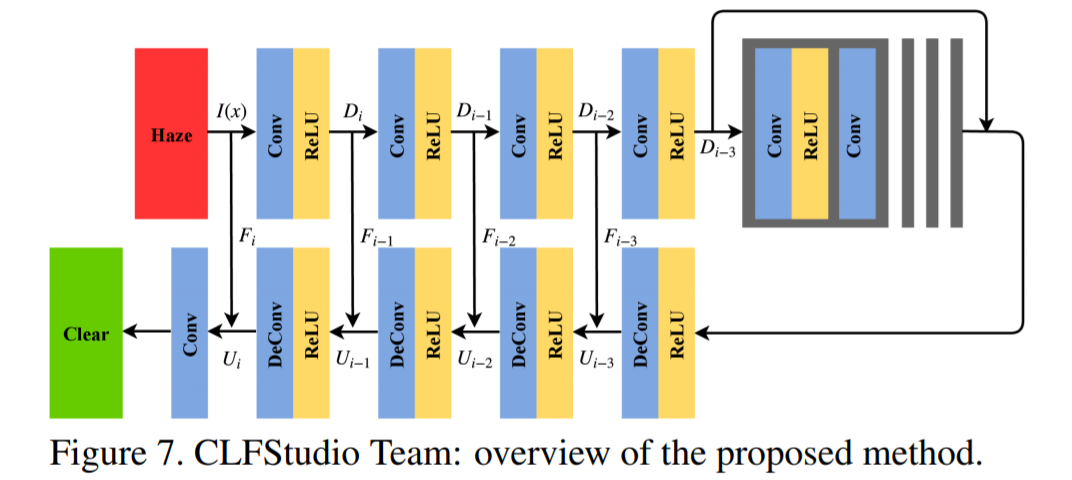 Haze
I(x)
Conv
ReLU
D_i
Conv
ReLU
D_{i−1}
Conv
ReLU
D_{i−2}
Conv
ReLU
D_{i−3}
Conv
ReLU
Conv
F_i
F_{i−1}
F_{i−2}
F_{i−3}
Clear
Conv
U_i
DeConv
ReLU
U_{i−1}
DeConv
ReLU
U_{i−2}
DeConv
ReLU
U_{i−3}
DeConv
ReLU
Figure 7. CLFStudio Team: overview of the proposed method.